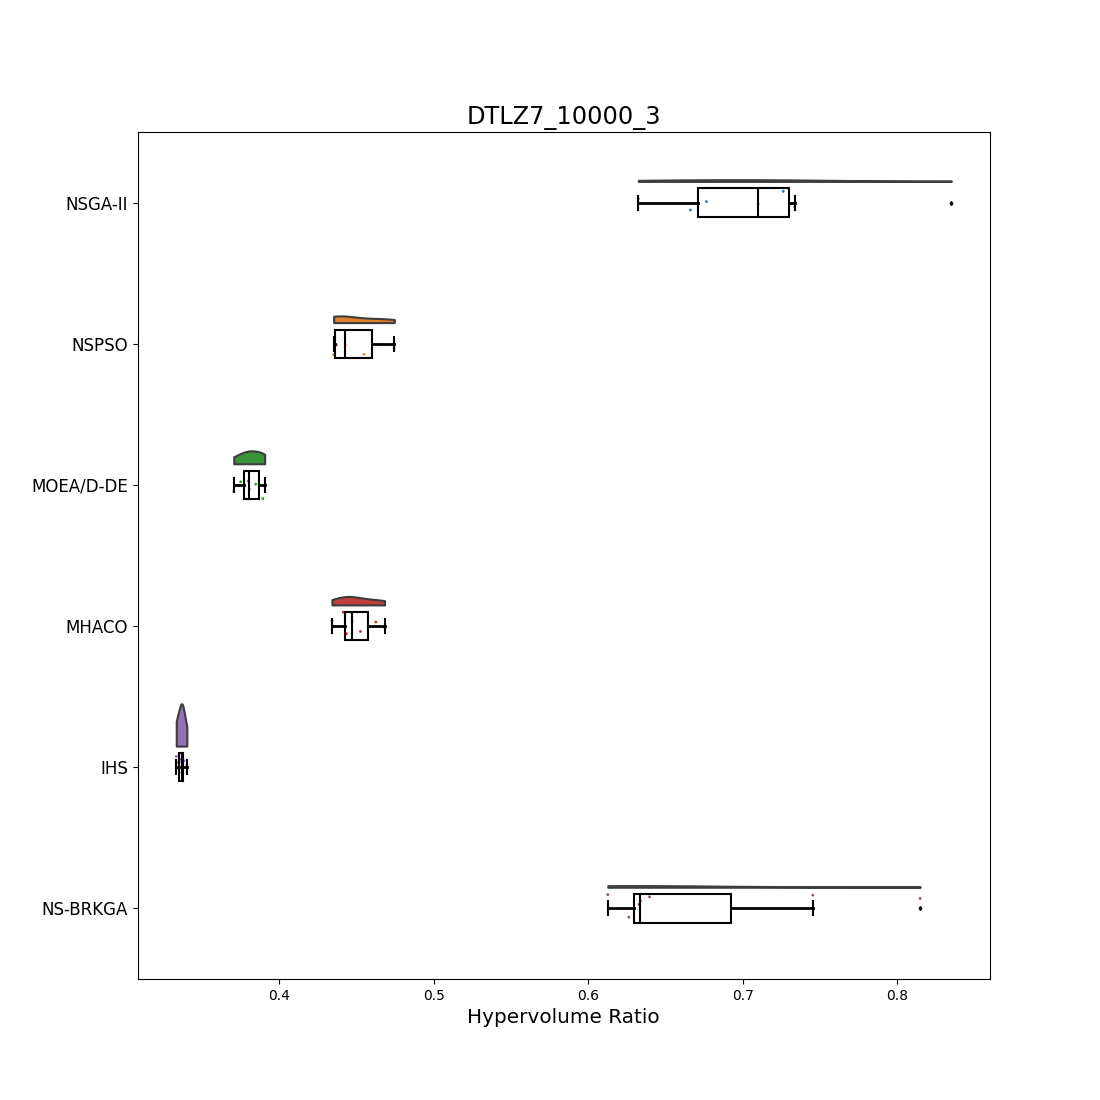 DTLZ7_10000_3
NSGA-II
NSPSO
MOEA/D-DE
MHACO
IHS
NS-BRKGA
0.4 0.5 0.6 0.7 0.8
Hypervolume Ratio